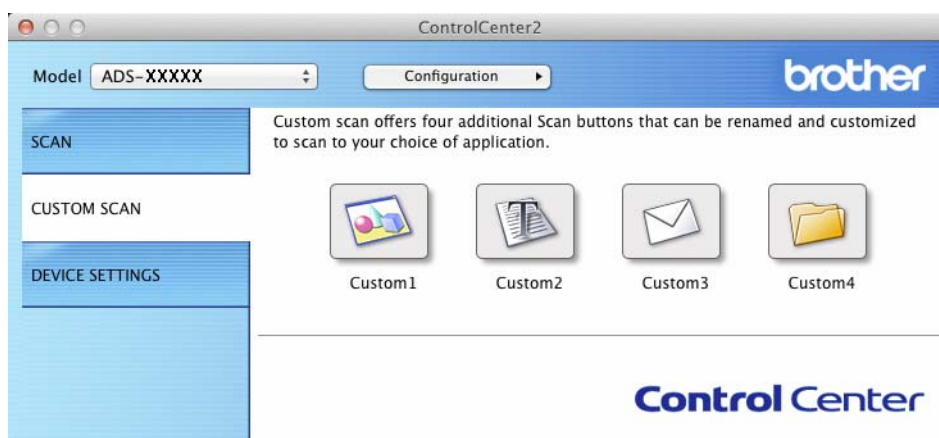 ControlCenter2
Model ADS-XXXXX Configuration brother
SCAN
CUSTOM SCAN
DEVICE SETTINGS
Custom scan offers four additional Scan buttons that can be renamed and customized
to scan to your choice of application.
Custom1 Custom2 Custom3 Custom4
Control Center